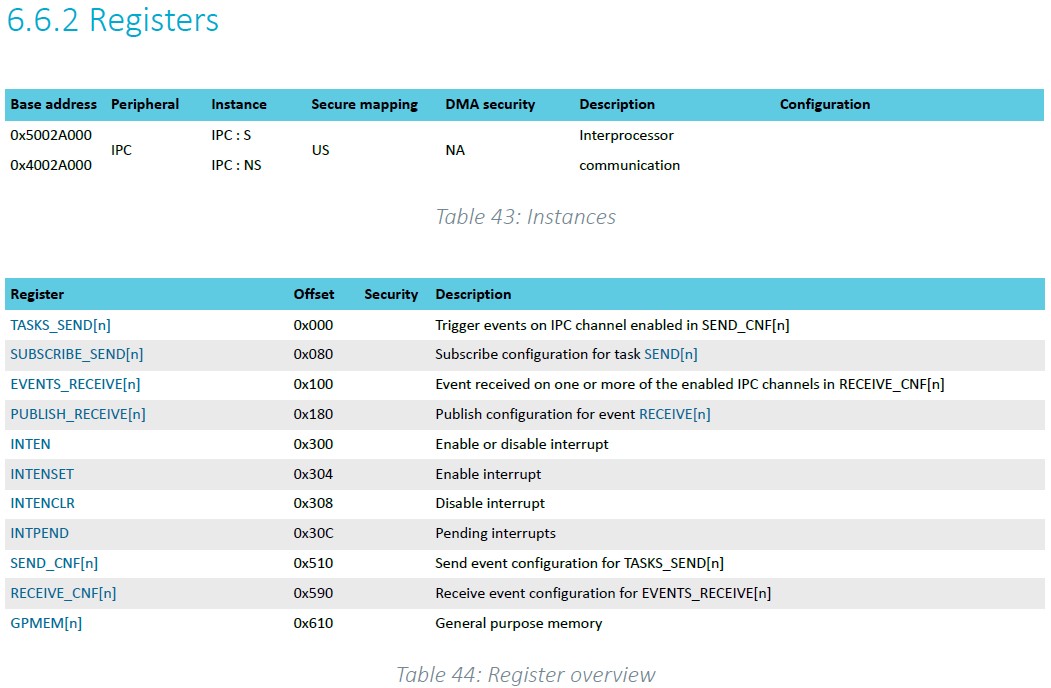 6.6.2 Registers
Base address Peripheral Instance Secure mapping DMA security Description Configuration
0x5002A000 IPC : S Interprocessor
IPC US NA
0x4002A000 IPC : NS communication
Table 43: Instances
Register Offset Security Description
TASKS_SEND[n] 0x000 Trigger events on IPC channel enabled in SEND_CNF[n]
SUBSCRIBE_SEND[n] 0x080 Subscribe configuration for task SEND[n]
EVENTS_RECEIVE[n] 0x100 Event received on one or more of the enabled IPC channels in RECEIVE_CNF[n]
PUBLISH_RECEIVE[n] 0x180 Publish configuration for event RECEIVE[n]
INTEN 0x300 Enable or disable interrupt
INTENSET 0x304 Enable interrupt
INTENCLR 0x308 Disable interrupt
INTPEND 0x30C Pending interrupts
SEND_CNF[n] 0x510 Send event configuration for TASKS_SEND[n]
RECEIVE_CNF[n] 0x590 Receive event configuration for EVENTS_RECEIVE[n]
GPMEM[n] 0x610 General purpose memory
Table 44: Register overview